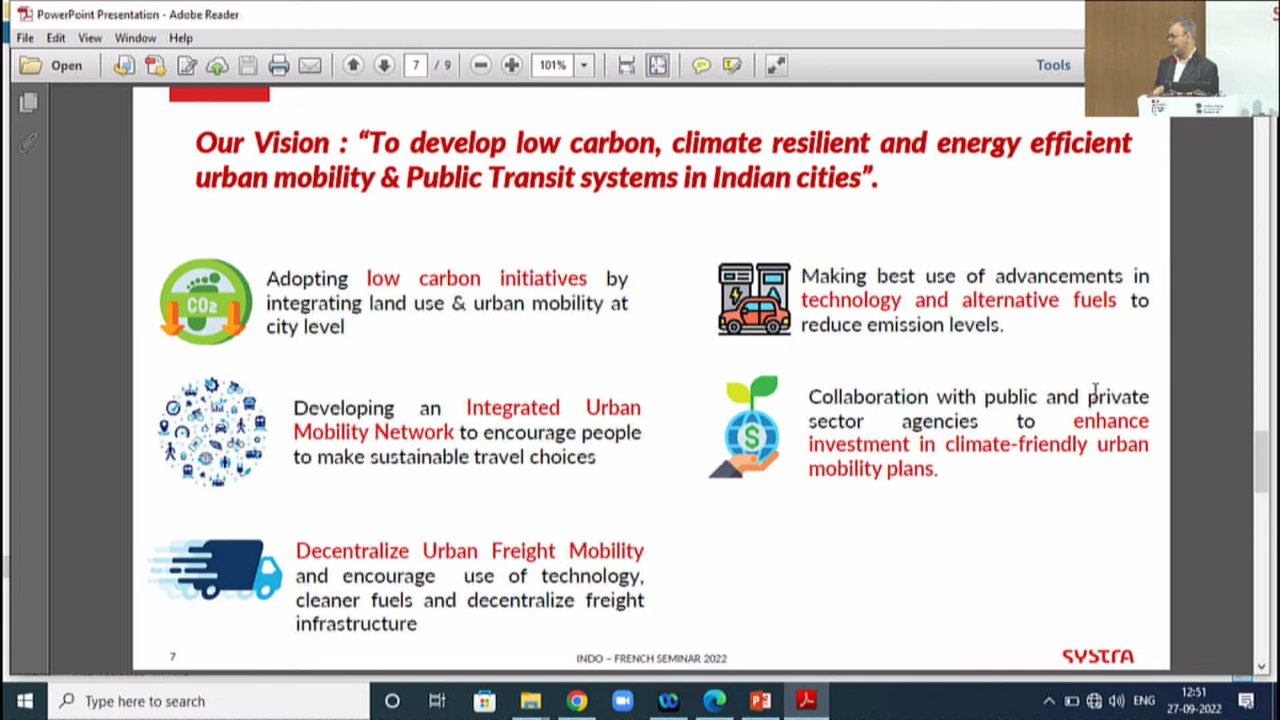 PowerPoint Presentation - Adobe Reader
File Edit View Window Help
Open 7 / 9 101% Tools
Our Vision : “To develop low carbon, climate resilient and energy efficient
urban mobility & Public Transit systems in Indian cities”.
CO₂
Adopting low carbon initiatives by
integrating land use & urban mobility at
city level
Making best use of advancements in
technology and alternative fuels to
reduce emission levels.
Developing an Integrated Urban
Mobility Network to encourage people
to make sustainable travel choices
Collaboration with public and private
sector agencies to enhance
investment in climate-friendly urban
mobility plans.
Decentralize Urban Freight Mobility
and encourage use of technology,
cleaner fuels and decentralize freight
infrastructure
7
INDO – FRENCH SEMINAR 2022
SYSTRA
Type here to search
ENG
12:51
27-09-2022